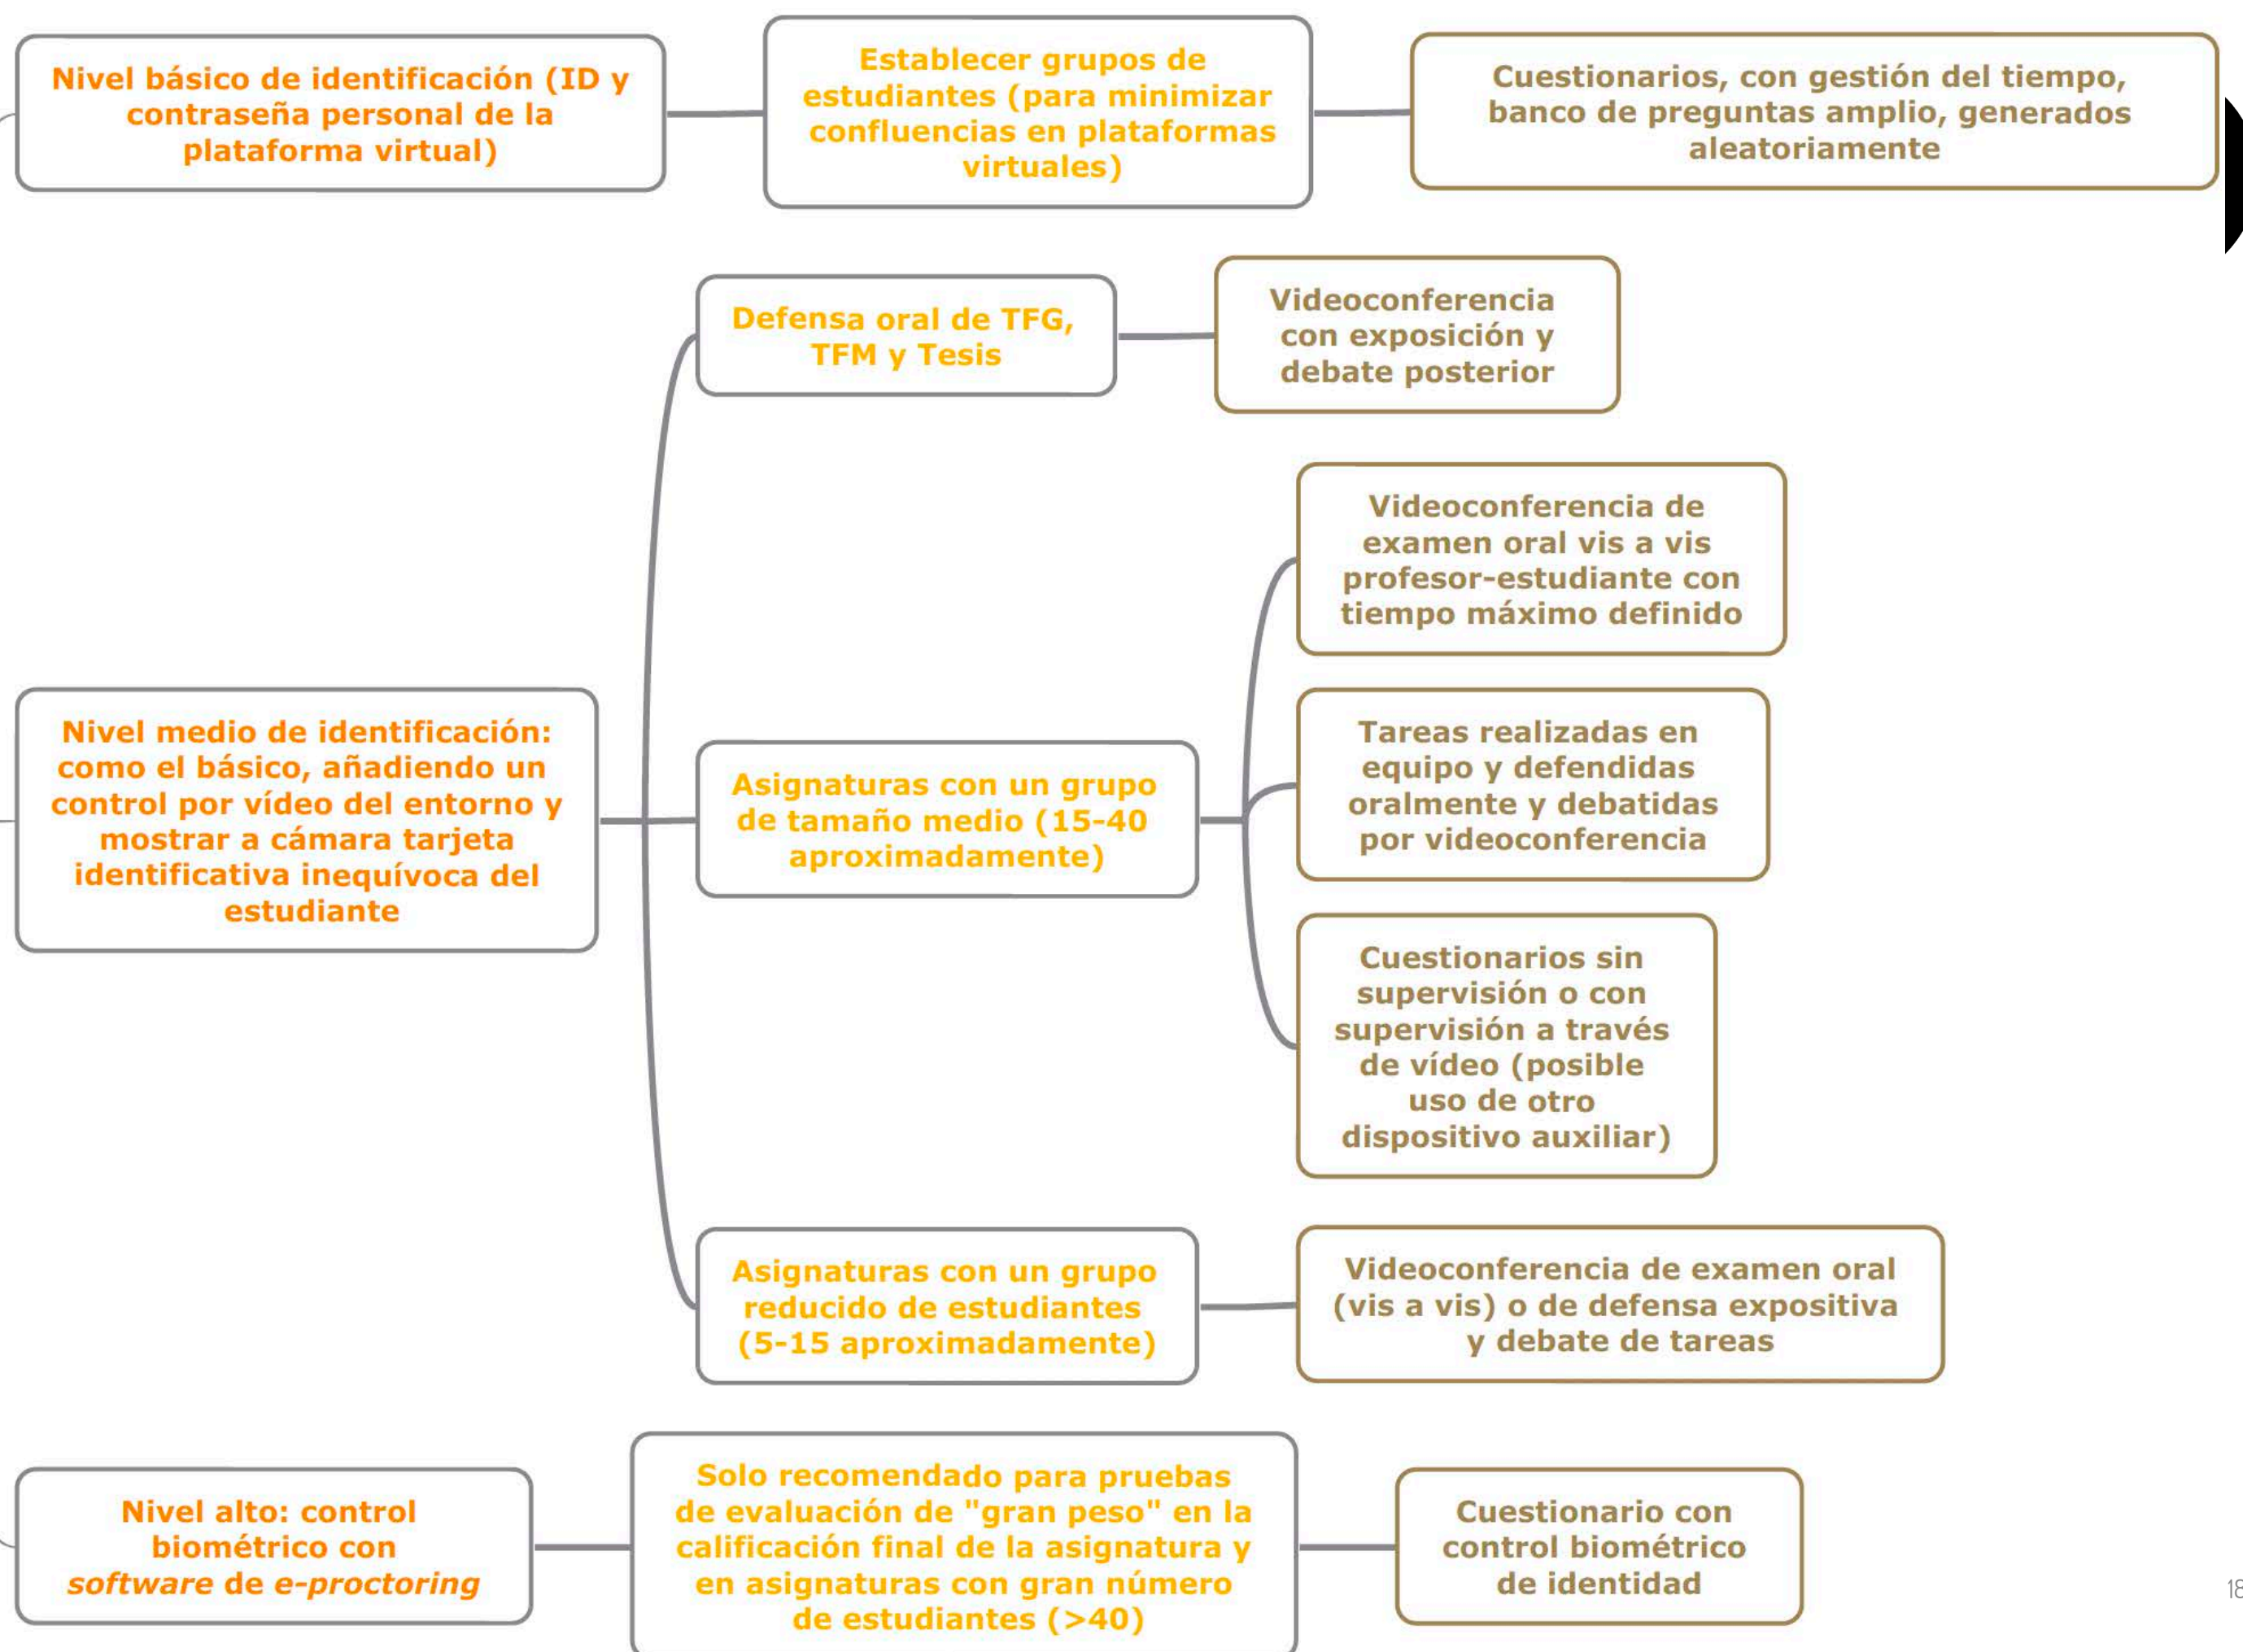 Nivel básico de identificación (ID y
contraseña personal de la
plataforma virtual)
Establecer grupos de
estudiantes (para minimizar
confluencias en plataformas
virtuales)
Cuestionarios, con gestión del tiempo,
banco de preguntas amplio, generados
aleatoriamente
Nivel medio de identificación:
como el básico, añadiendo un
control por vídeo del entorno y
mostrar a cámara tarjeta
identificativa inequívoca del
estudiante
Defensa oral de TFG,
TFM y Tesis
Videoconferencia
con exposición y
debate posterior
Asignaturas con un grupo
de tamaño medio (15-40
aproximadamente)
Videoconferencia de
examen oral vis a vis
profesor-estudiante con
tiempo máximo definido
Tareas realizadas en
equipo y defendidas
oralmente y debatidas
por videoconferencia
Cuestionarios sin
supervisión o con
supervisión a través
de vídeo (posible
uso de otro
dispositivo auxiliar)
Asignaturas con un grupo
reducido de estudiantes
(5-15 aproximadamente)
Videoconferencia de examen oral
(vis a vis) o de defensa expositiva
y debate de tareas
Nivel alto: control
biométrico con
software de e-proctoring
Solo recomendado para pruebas
de evaluación de "gran peso" en la
calificación final de la asignatura y
en asignaturas con gran número
de estudiantes (>40)
Cuestionario con
control biométrico
de identidad